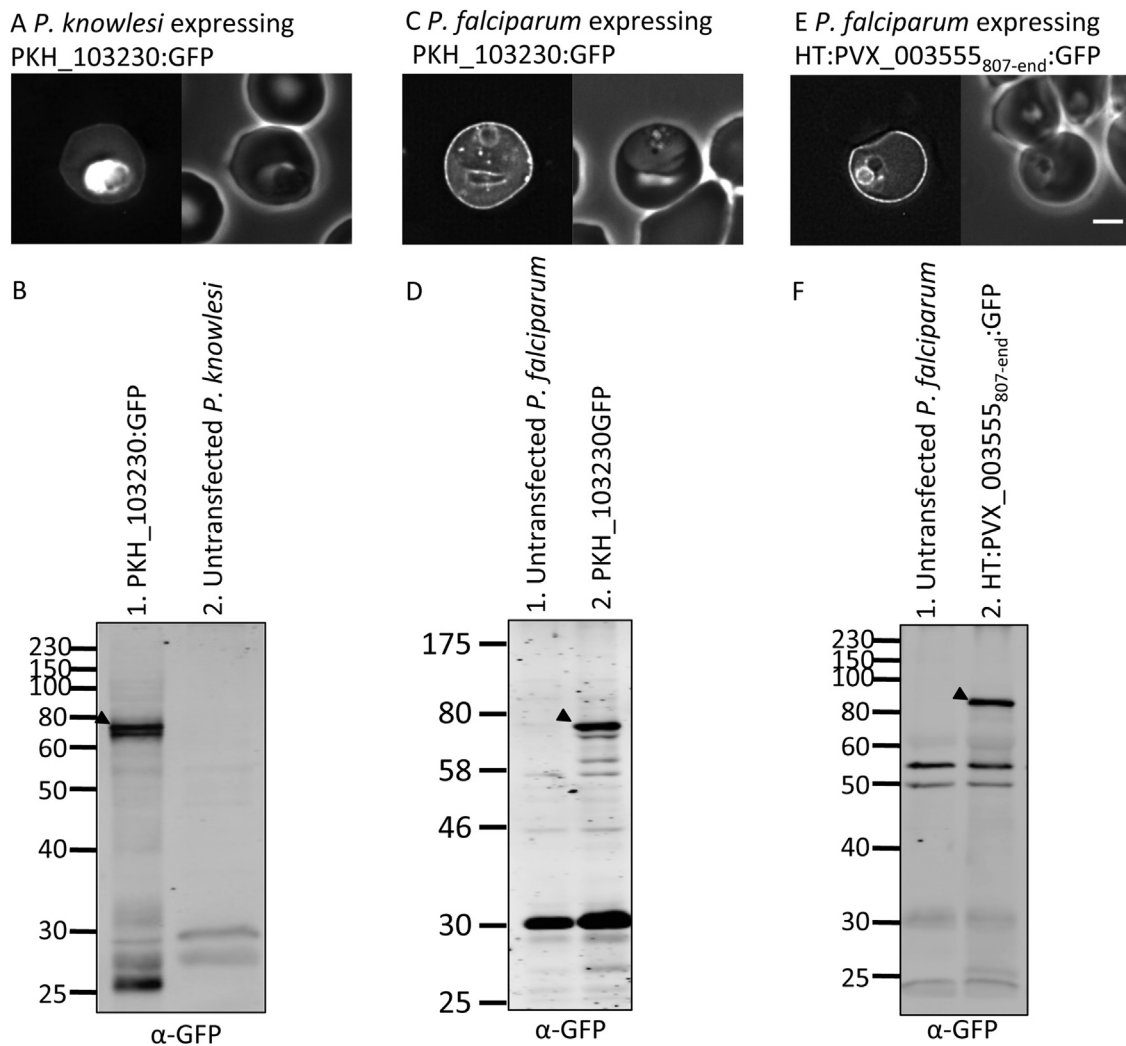 A P. knowlesi expressing
PKH_103230:GFP
C P. falciparum expressing
PKH_103230:GFP
E P. falciparum expressing
HT:PVX_003555807-end:GFP
B
1. PKH_103230:GFP
2. Untransfected P. knowlesi
230
150
100
80
60
50
40
30
25
α-GFP
D
1. Untransfected P. falciparum
2. PKH_103230GFP
175
80
58
46
30
25
α-GFP
F
1. Untransfected P. falciparum
2. HT:PVX_003555807-end:GFP
230
150
100
80
60
50
40
30
25
α-GFP